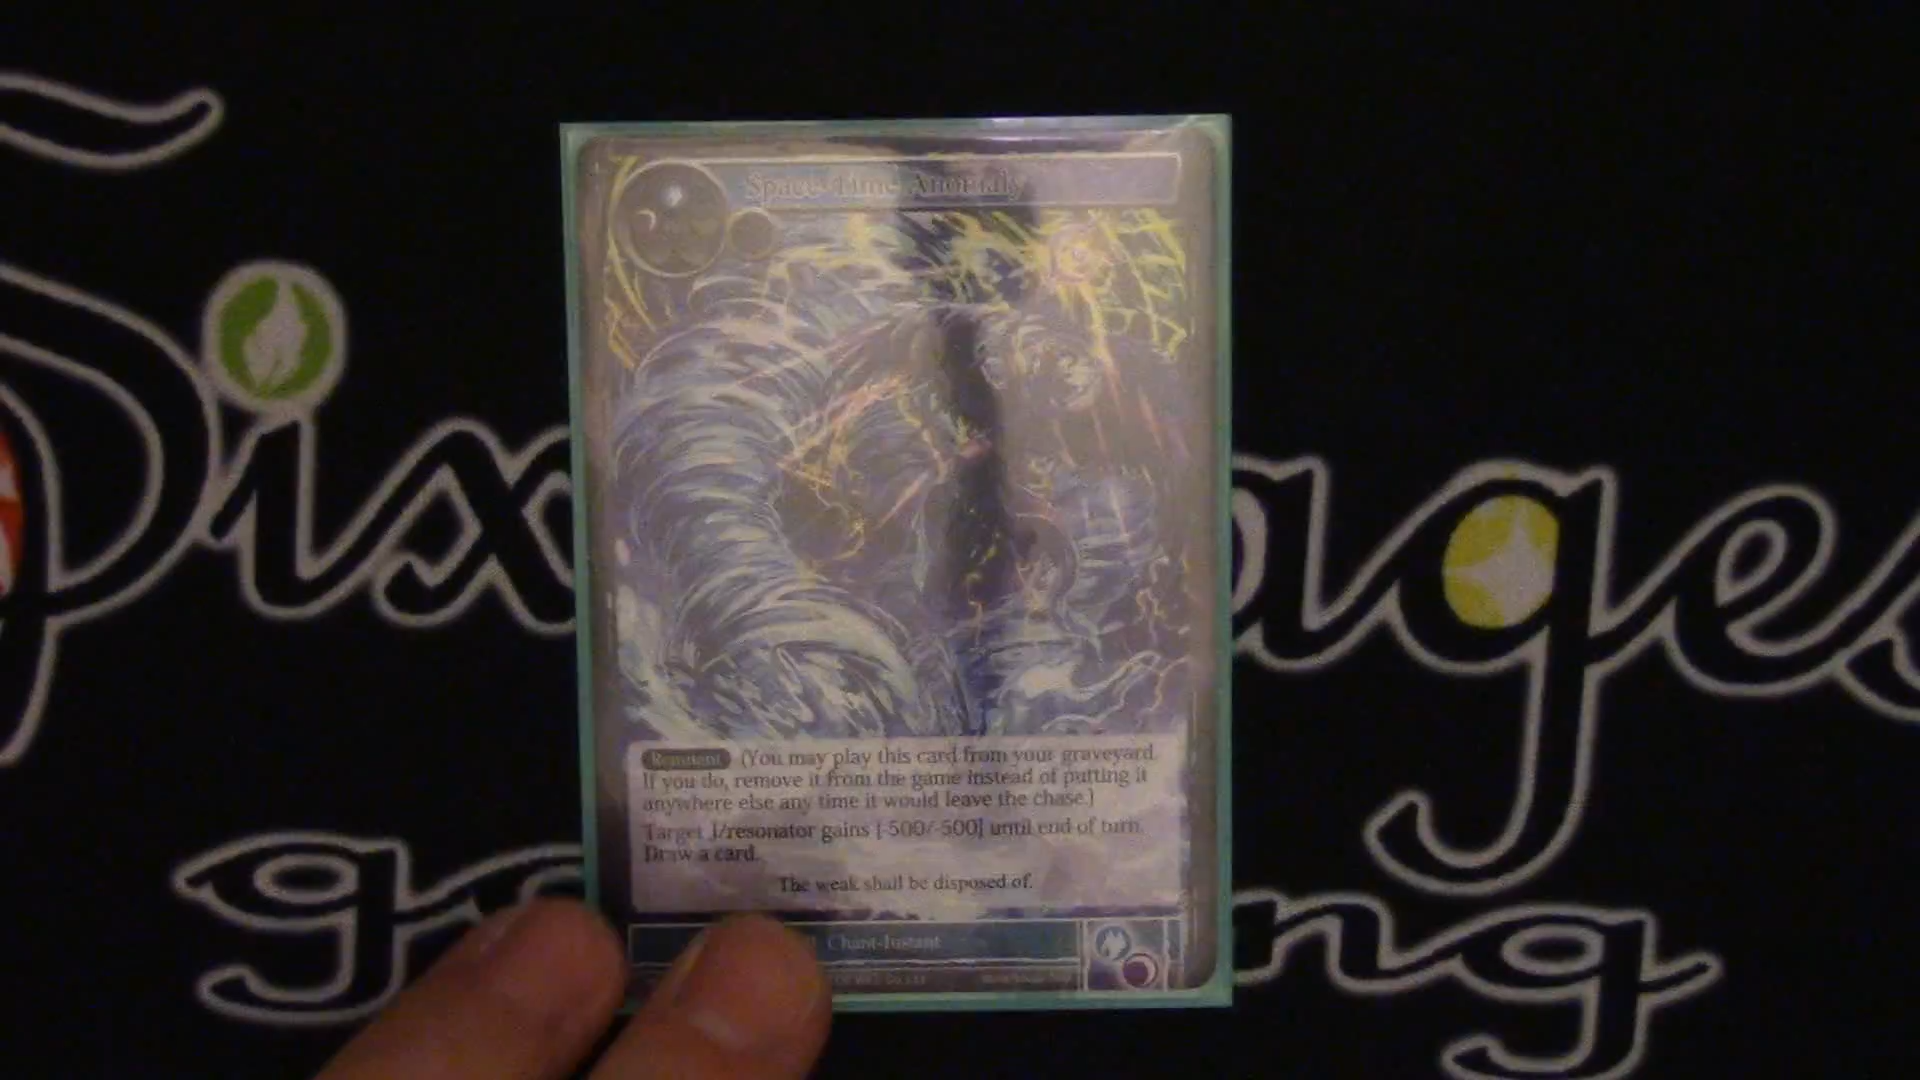 Space-Time Anomaly
Remnant (You may play this card from your graveyard.
If you do, remove it from the game instead of putting it
anywhere else any time it would leave the chase.)
Target J/resonator gains [-500/-500] until end of turn.
Draw a card.
The weak shall be disposed of.
Chant-Instant